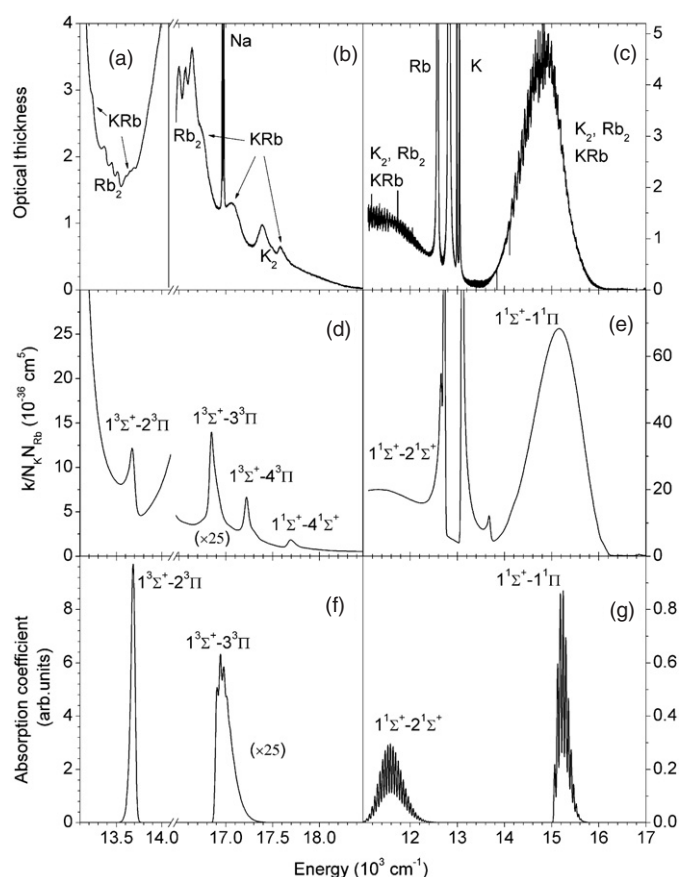 4
3
2
1
0
Optical thickness
(a)
KRb
Rb2
(b)
Na
Rb2
KRb
K2
(c)
Rb
K
K2, Rb2
KRb
K2, Rb2
KRb
5
4
3
2
1
0
25
20
15
10
5
0
k/NKNRb (10-36 cm5)
(d)
1³Σ⁺-2³Π
1³Σ⁺-3³Π
1³Σ⁺-4³Π
1¹Σ⁺-4¹Σ⁺
(×25)
(e)
1¹Σ⁺-1¹Π
1¹Σ⁺-2¹Σ⁺
60
40
20
0
8
6
4
2
0
Absorption coefficient
(arb.units)
(f)
1³Σ⁺-2³Π
1³Σ⁺-3³Π
(×25)
(g)
1¹Σ⁺-1¹Π
1¹Σ⁺-2¹Σ⁺
0.8
0.6
0.4
0.2
0.0
13.5 14.0 17.0 17.5 18.0 12 13 14 15 16 17
Energy (10³ cm⁻¹)